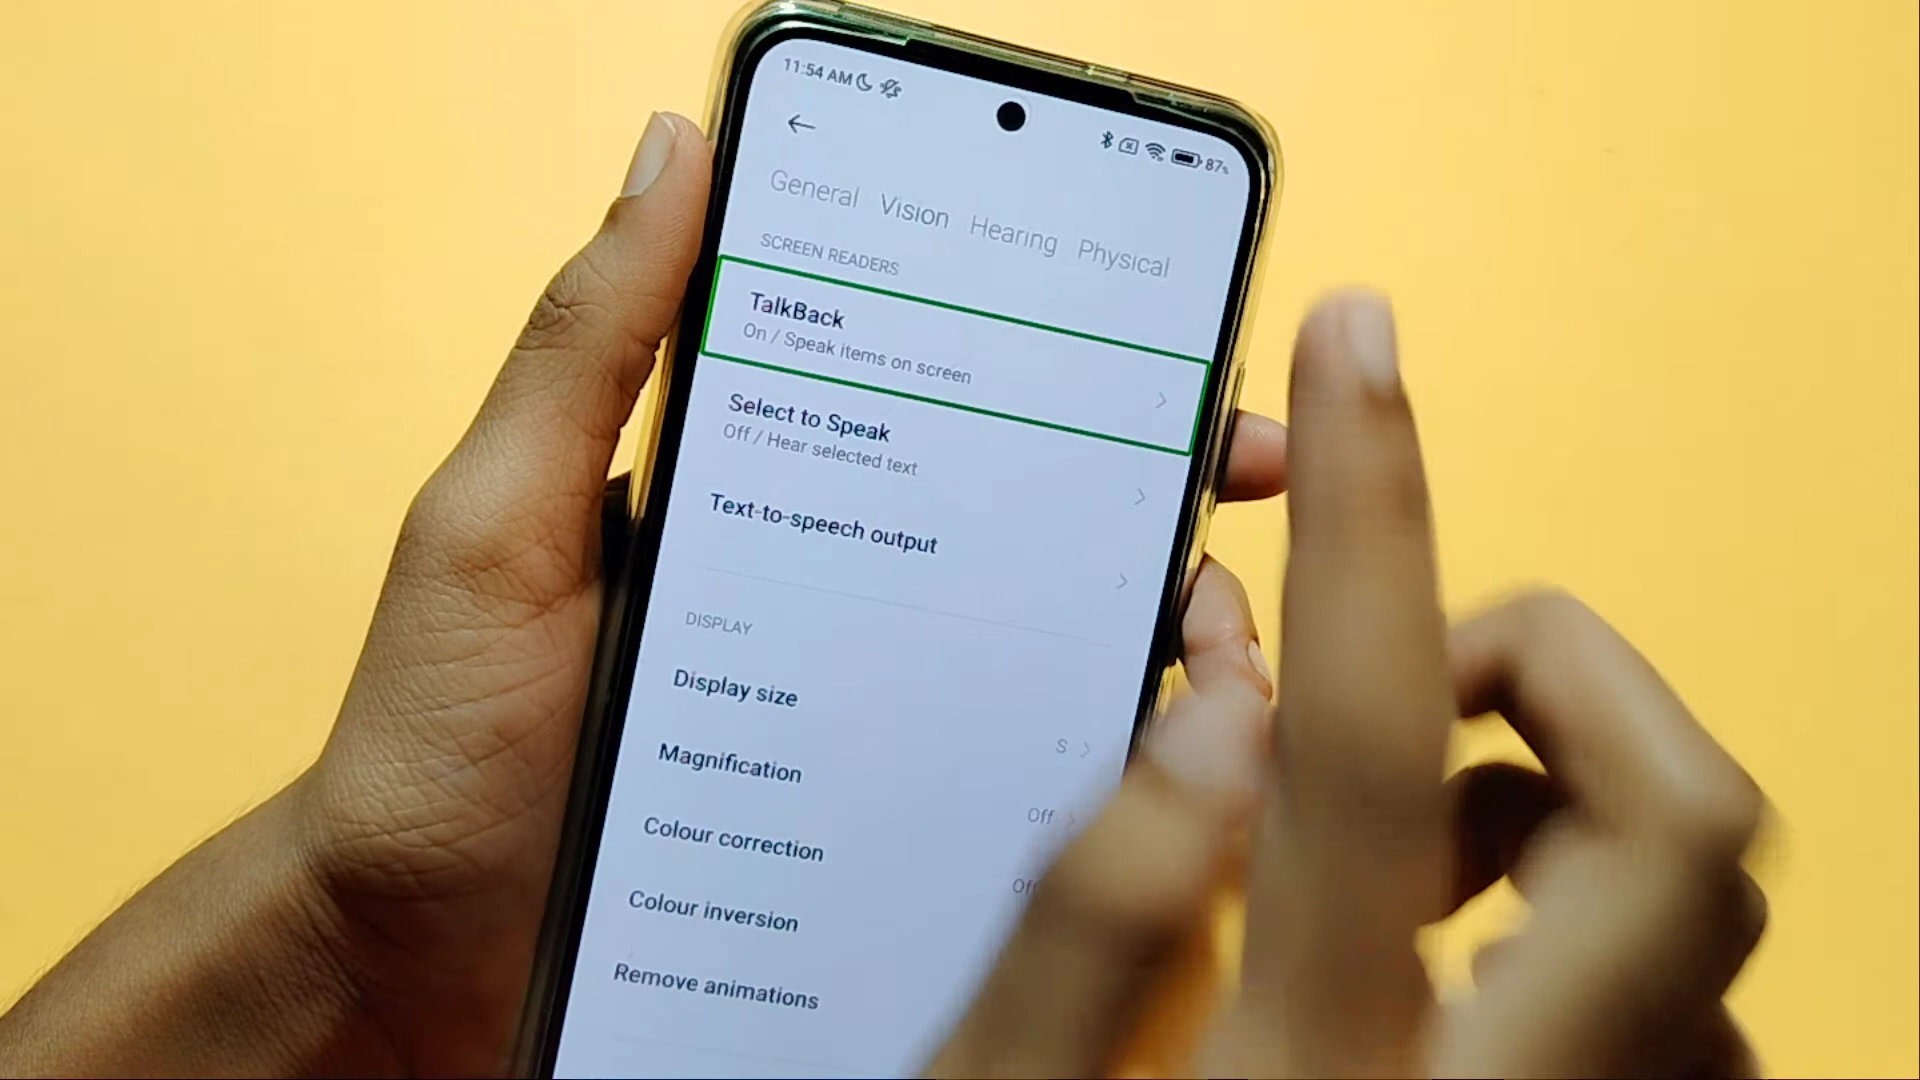 11:54 AM
87%
General Vision Hearing Physical
SCREEN READERS
TalkBack
On / Speak items on screen
Select to Speak
Off / Hear selected text
Text-to-speech output
DISPLAY
Display size
S
Magnification
Off
Colour correction
Off
Colour inversion
Remove animations